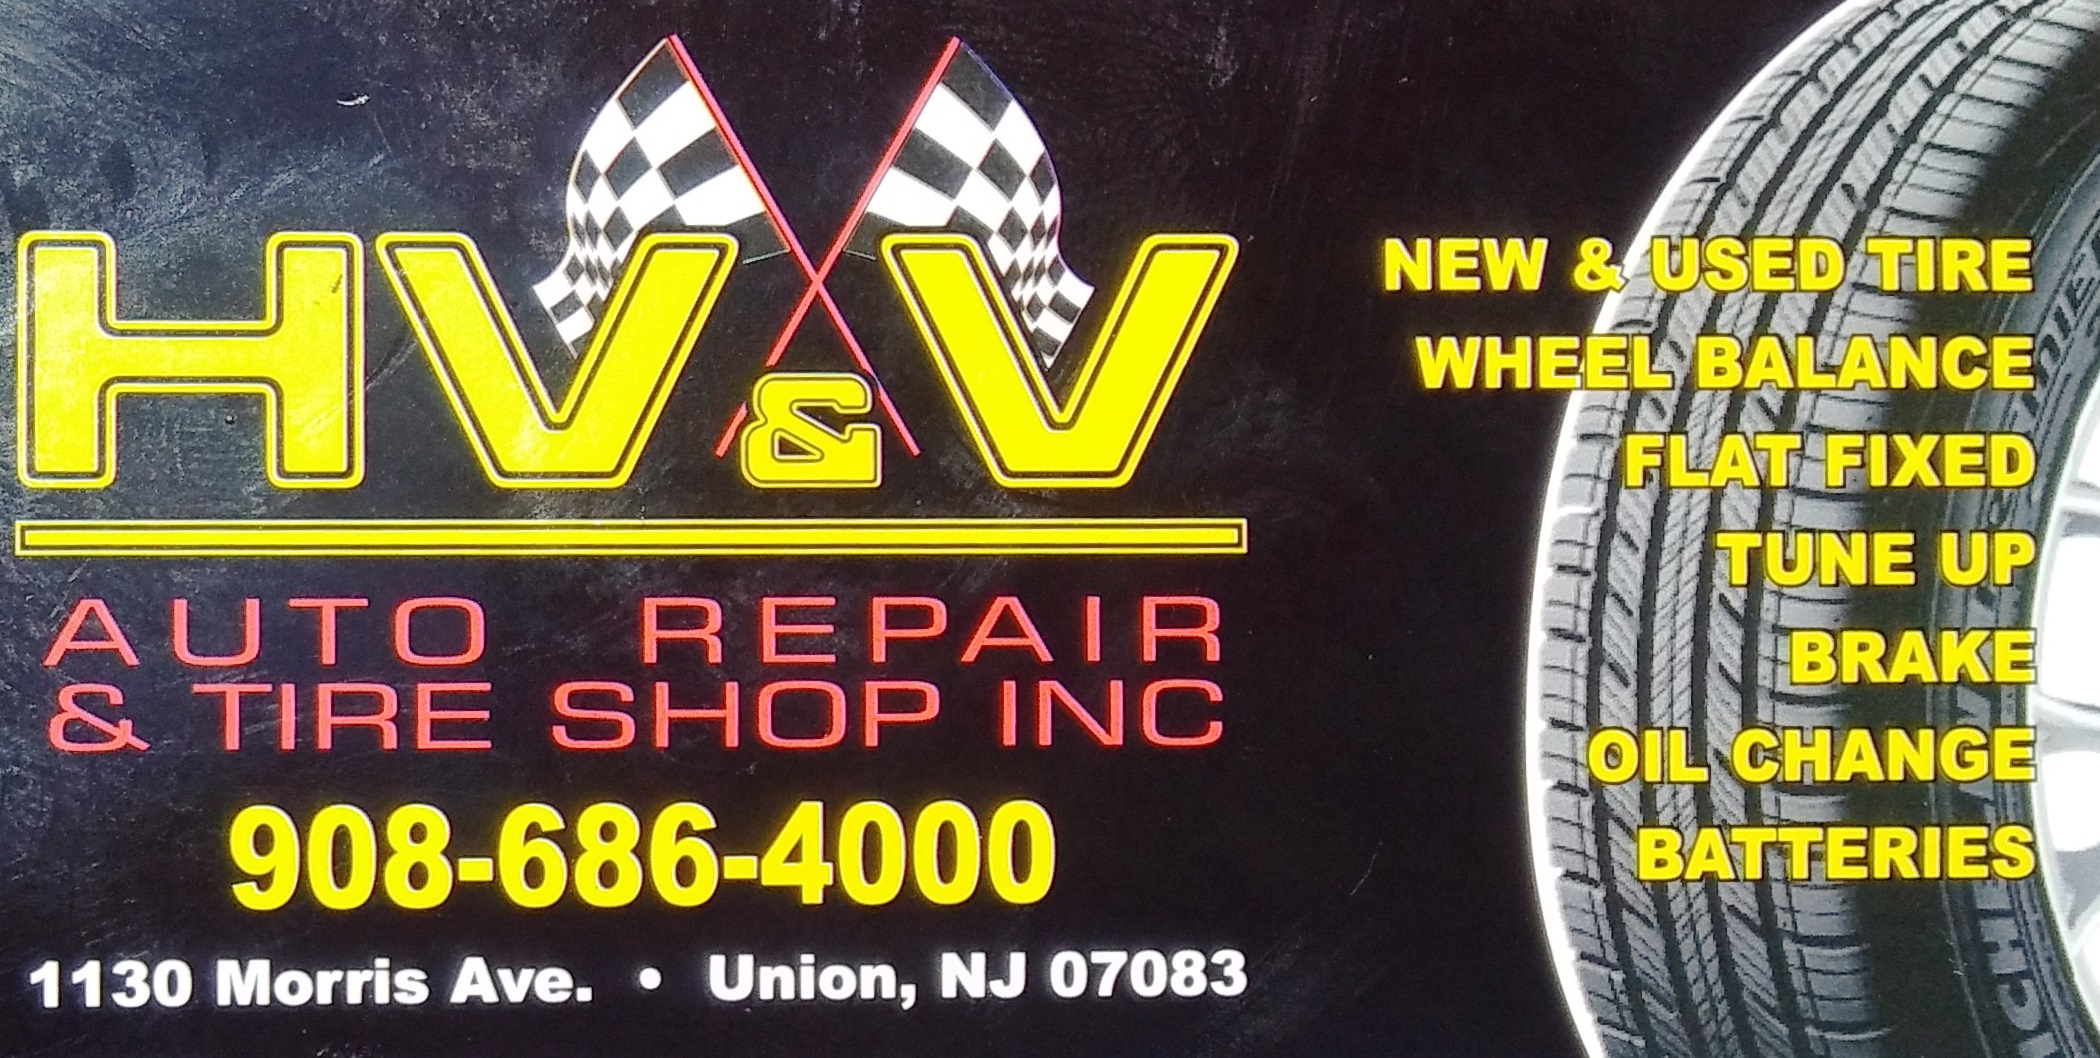 HV&V
AUTO REPAIR
& TIRE SHOP INC
908-686-4000
1130 Morris Ave. • Union, NJ 07083
NEW & USED TIRE
WHEEL BALANCE
FLAT FIXED
TUNE UP
BRAKE
OIL CHANGE
BATTERIES